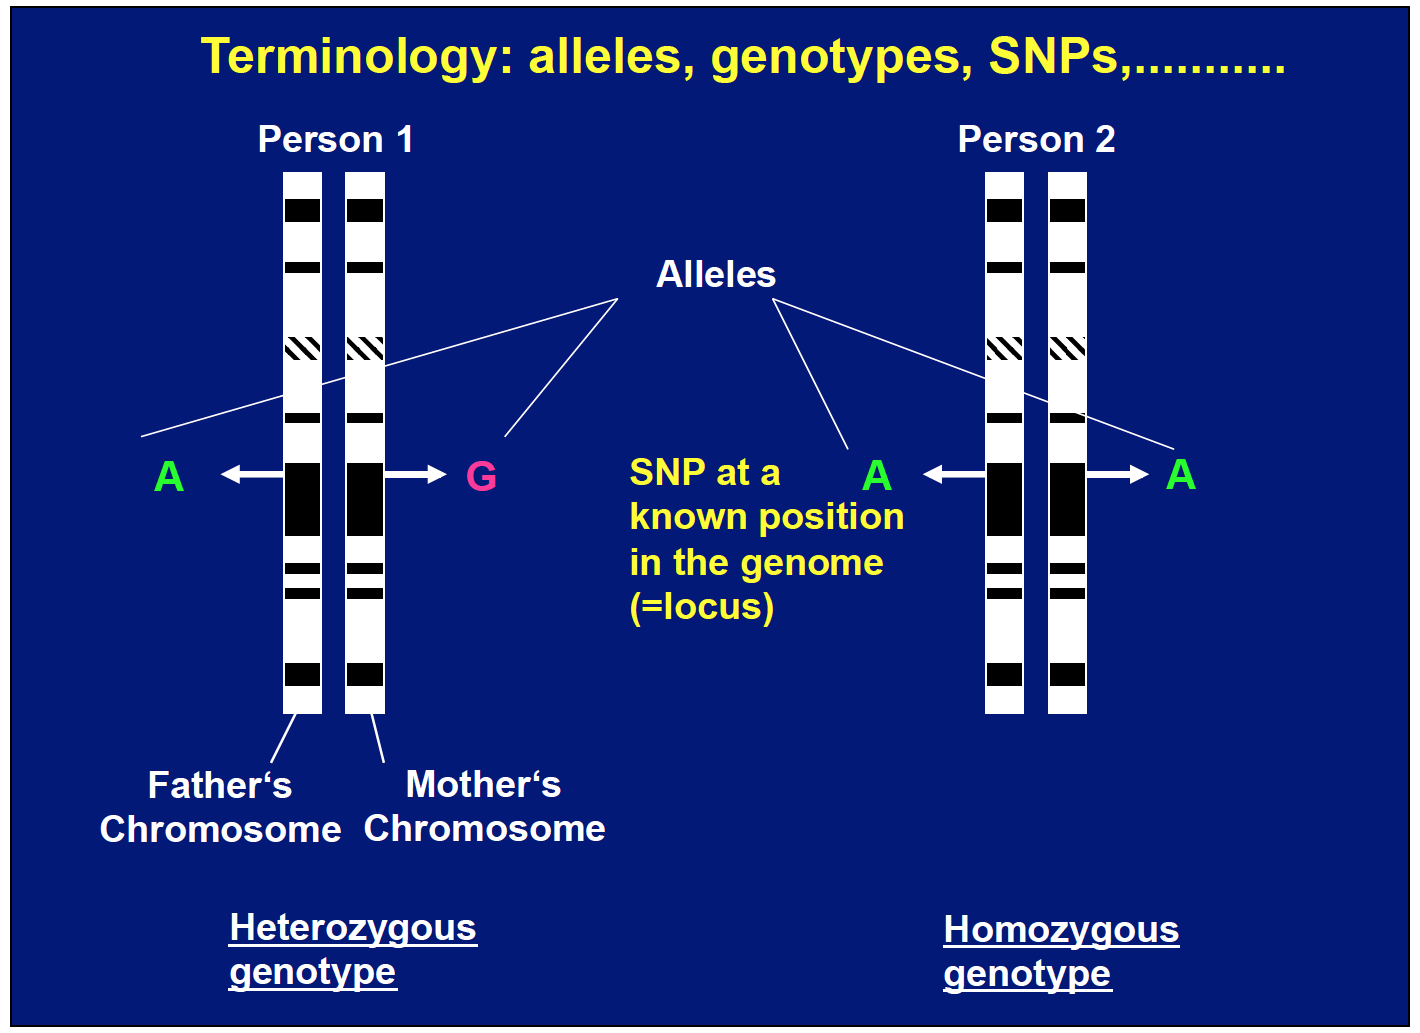 Terminology: alleles, genotypes, SNPs,...........
Person 1
Person 2
Alleles
A
G
SNP at a
known position
in the genome
(=locus)
A
A
Father‘s
Chromosome
Mother‘s
Chromosome
Heterozygous
genotype
Homozygous
genotype